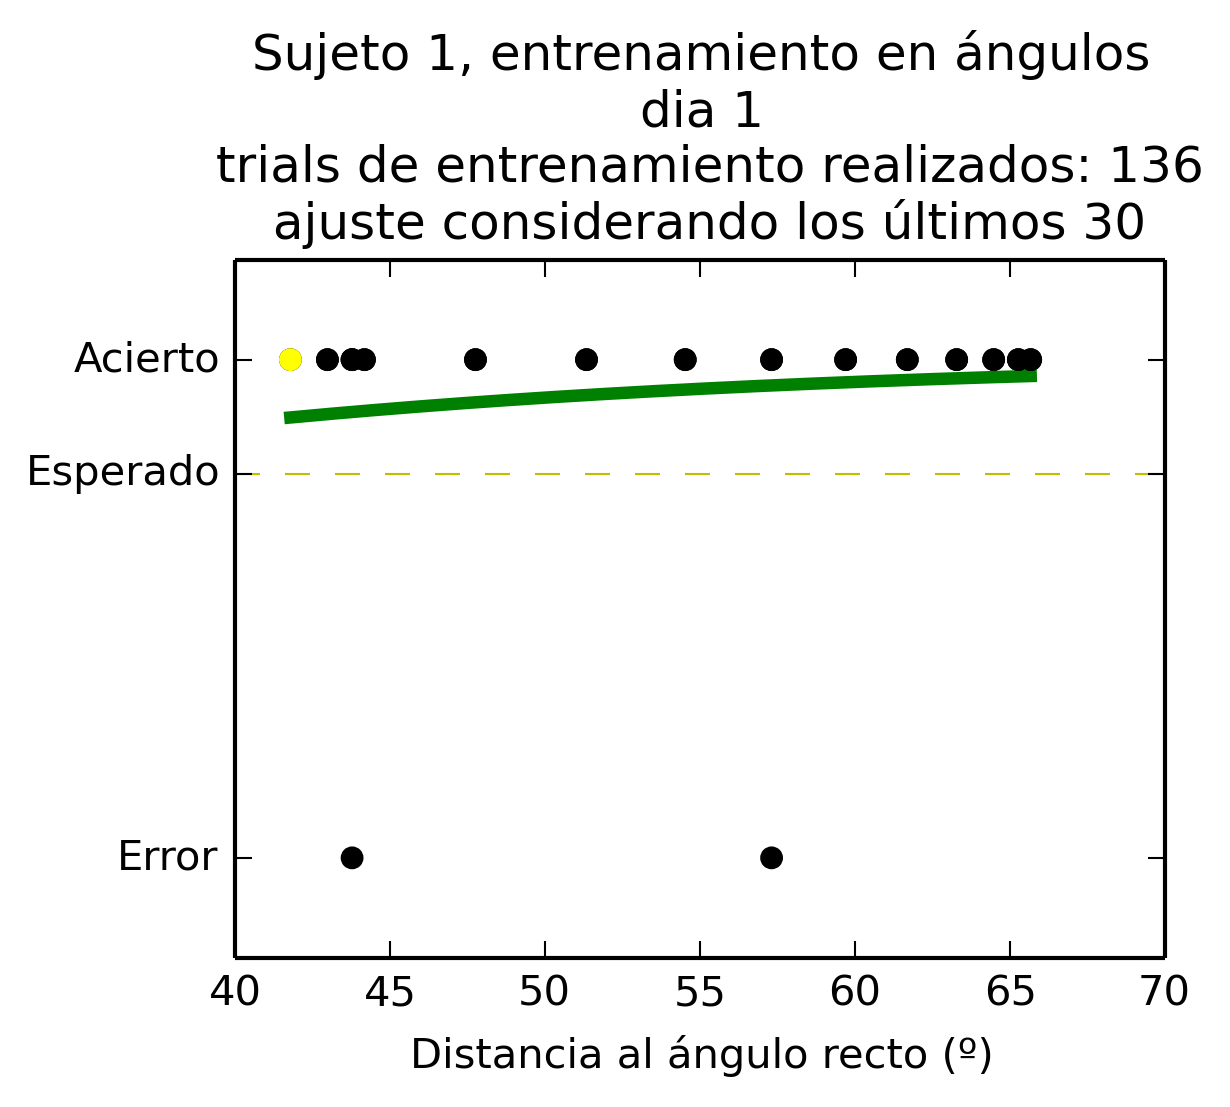 Sujeto 1, entrenamiento en ángulos
dia 1
trials de entrenamiento realizados: 136
ajuste considerando los últimos 30
Acierto
Esperado
Error
40 45 50 55 60 65 70
Distancia al ángulo recto (º)